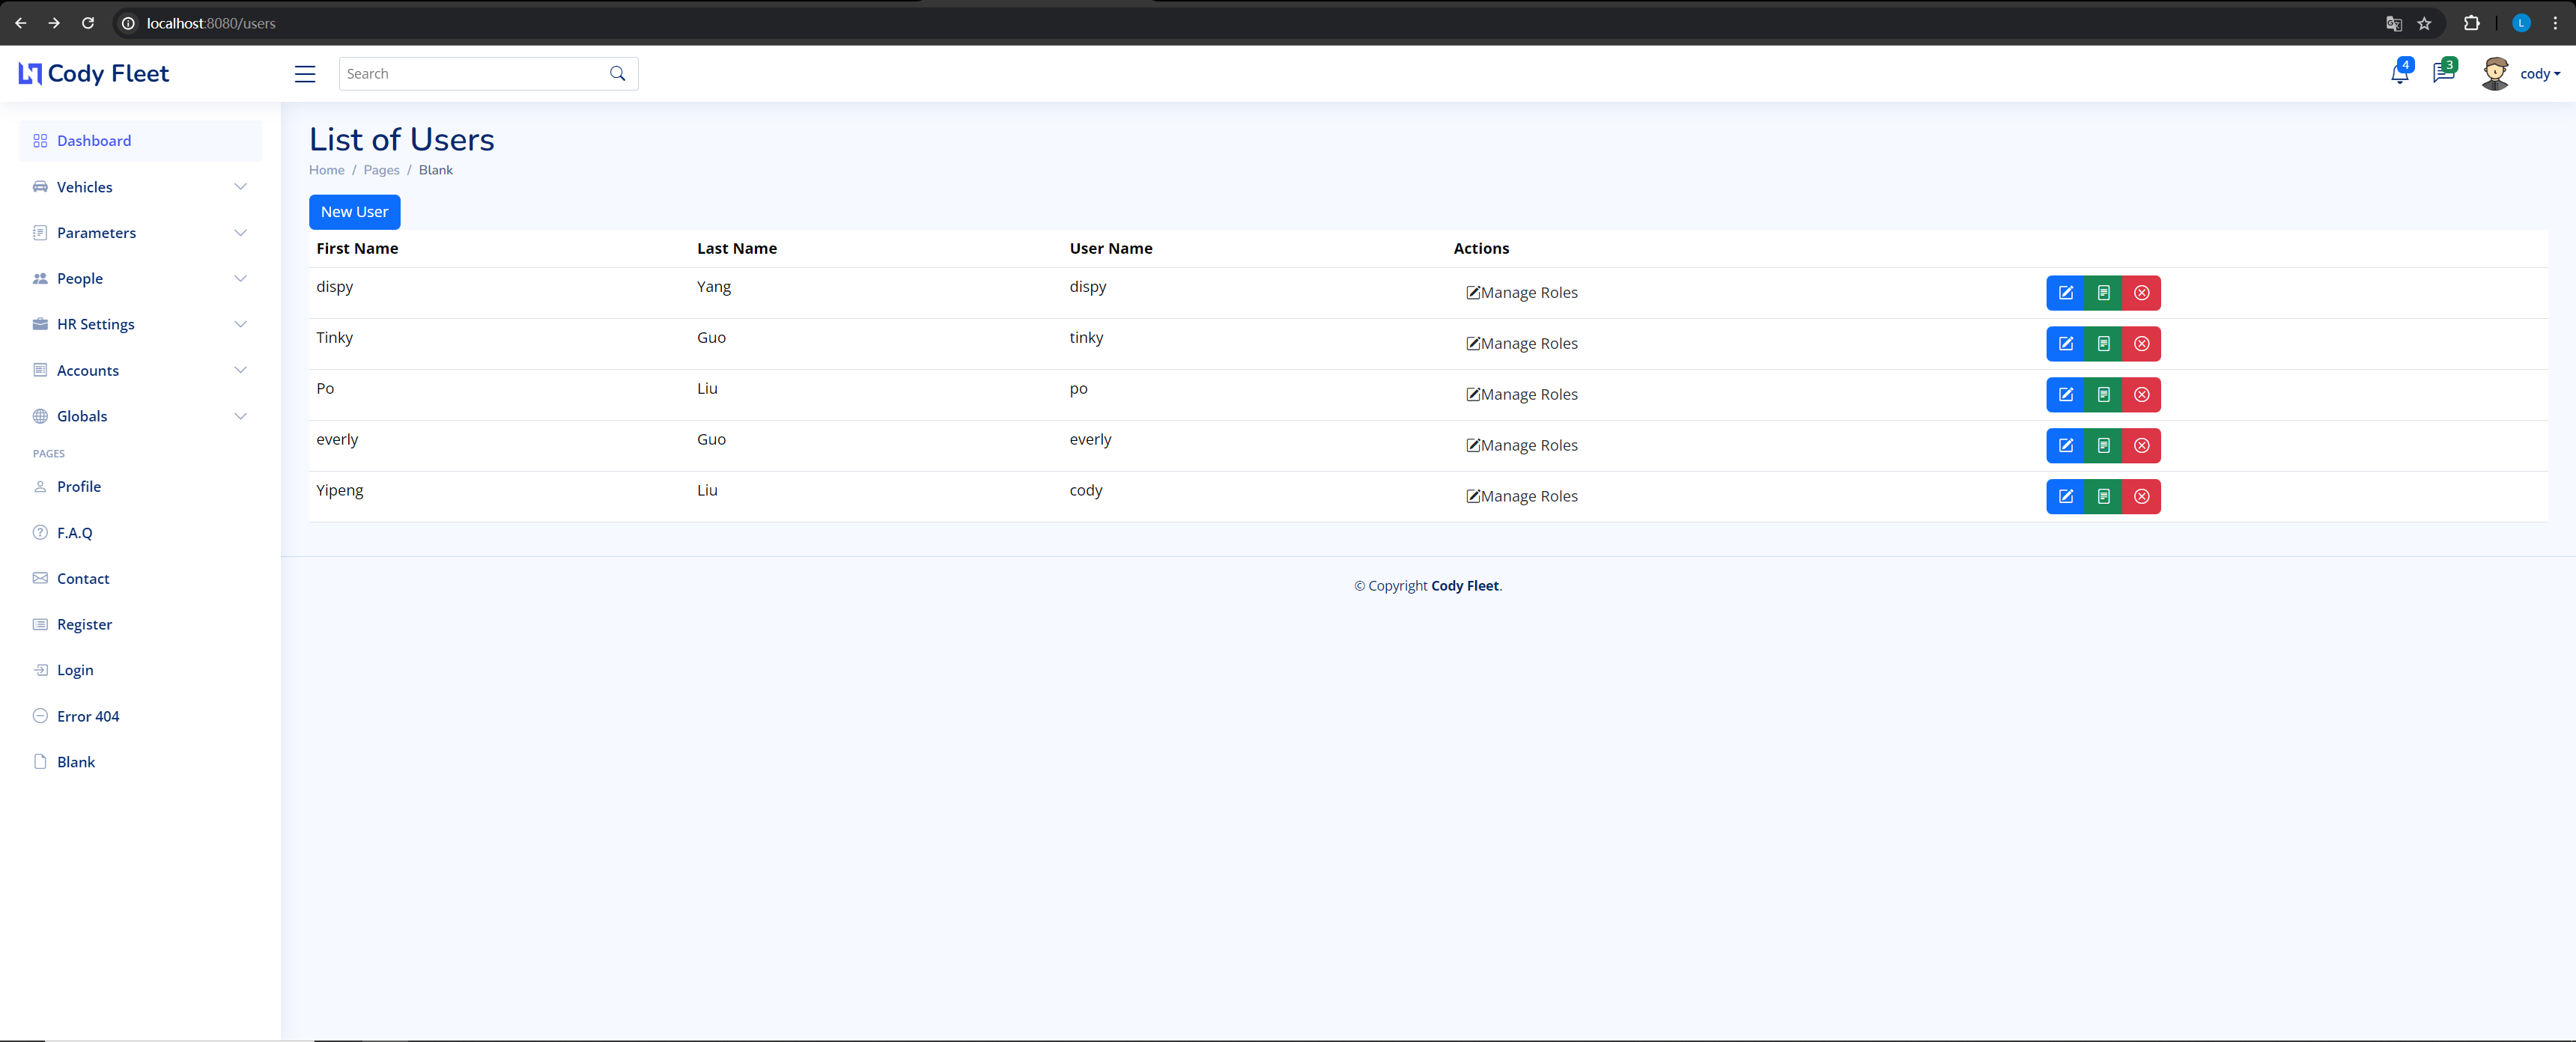 localhost:8080/users
L
Cody Fleet
Search
4
3
cody
Dashboard
Vehicles
Parameters
People
HR Settings
Accounts
Globals
PAGES
Profile
F.A.Q
Contact
Register
Login
Error 404
Blank
List of Users
Home / Pages / Blank
New User
First Name Last Name User Name Actions
dispy Yang dispy Manage Roles
Tinky Guo tinky Manage Roles
Po Liu po Manage Roles
everly Guo everly Manage Roles
Yipeng Liu cody Manage Roles
© Copyright Cody Fleet.